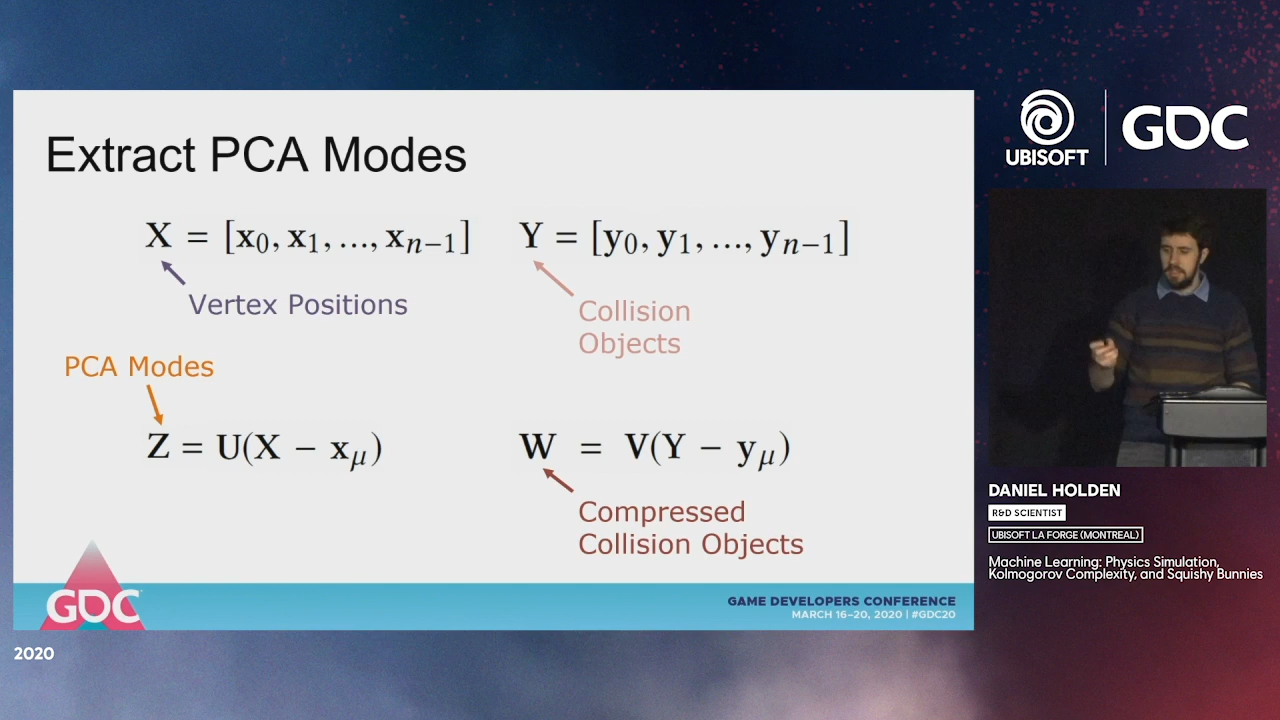 Extract PCA Modes
X = [x₀, x₁, ..., xₙ₋₁]
Y = [y₀, y₁, ..., yₙ₋₁]
Vertex Positions
Collision
Objects
PCA Modes
Z = U(X − x_μ)
W = V(Y − y_μ)
Compressed
Collision Objects
GDC
GAME DEVELOPERS CONFERENCE
MARCH 16–20, 2020 | #GDC20
2020
UBISOFT
GDC
DANIEL HOLDEN
R&D SCIENTIST
UBISOFT LA FORGE (MONTREAL)
Machine Learning: Physics Simulation,
Kolmogorov Complexity, and Squishy Bunnies